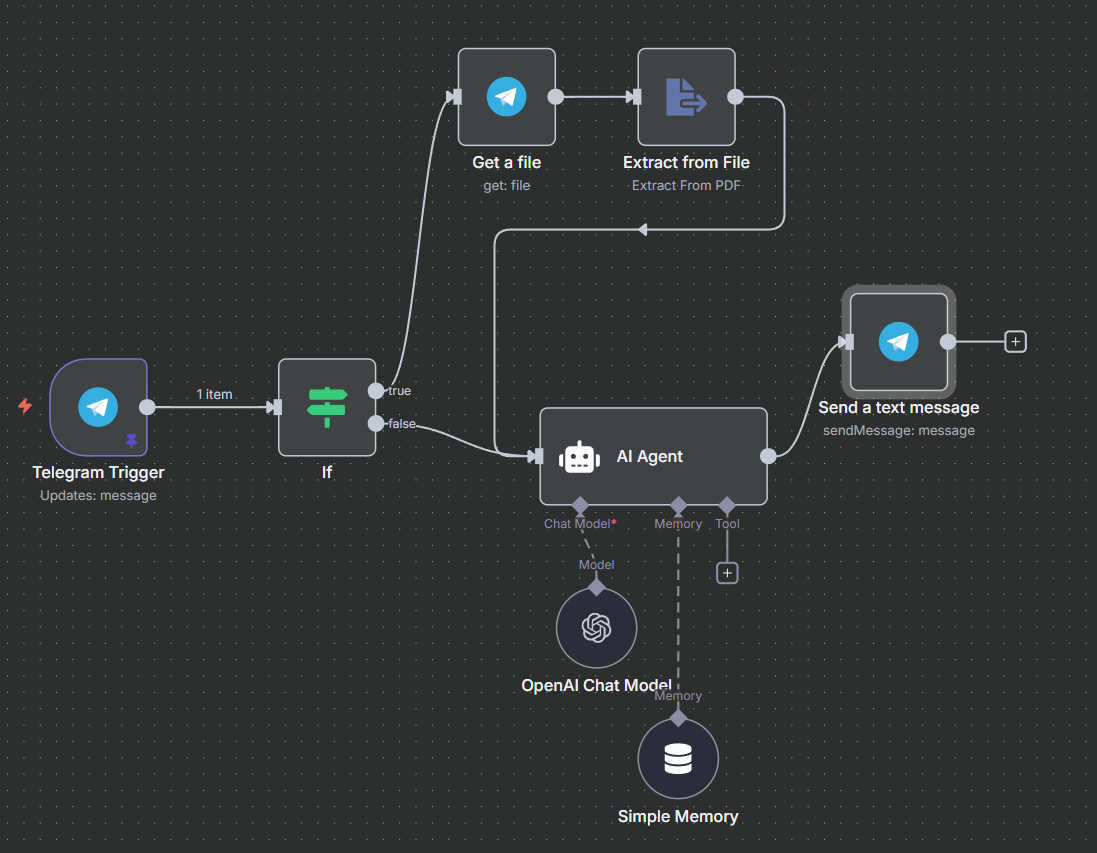 Get a file
get: file
Extract from File
Extract From PDF
1 item
true
false
Telegram Trigger
Updates: message
If
AI Agent
Chat Model*
Memory
Tool
Send a text message
sendMessage: message
Model
OpenAI Chat Model
Memory
Simple Memory